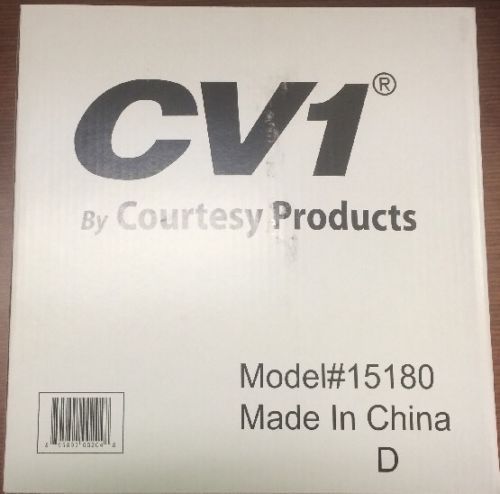 CV1®
By Courtesy Products
Model#15180
Made In China
D